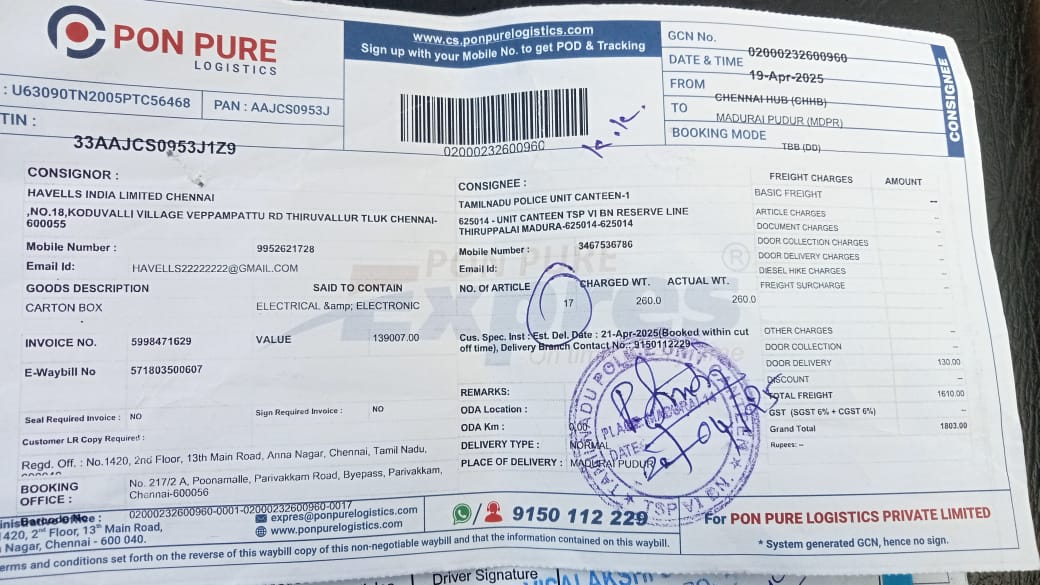 PON PURE
LOGISTICS
: U63090TN2005PTC56468
PAN : AAJCS0953J
TIN :
33AAJCS0953J1Z9
www.cs.ponpurelogistics.com
Sign up with your Mobile No. to get POD & Tracking
02000232600960
GCN No.
02000232600960
DATE & TIME
19-Apr-2025
FROM
CHENNAI HUB (CHHB)
TO
MADURAI PUDUR (MDPR)
BOOKING MODE
TBB (DD)
CONSIGNEE
CONSIGNOR :
HAVELLS INDIA LIMITED CHENNAI
,NO.18,KODUVALLI VILLAGE VEPPAMPATTU RD THIRUVALLUR TLUK CHENNAI-
600055
Mobile Number : 9952621728
Email Id: HAVELLS22222222@GMAIL.COM
GOODS DESCRIPTION SAID TO CONTAIN
CARTON BOX ELECTRICAL &amp; ELECTRONIC
INVOICE NO. 5998471629 VALUE 139007.00
E-Waybill No 571803500607
Seal Required Invoice : NO Sign Required Invoice : NO
Customer LR Copy Required :
Regd. Off. : No.1420, 2nd Floor, 13th Main Road, Anna Nagar, Chennai, Tamil Nadu,
BOOKING OFFICE :
No. 217/2 A, Poonamalle, Parivakkam Road, Byepass, Parivakkam,
Chennai-600056
CONSIGNEE :
TAMILNADU POLICE UNIT CANTEEN-1
625014 - UNIT CANTEEN TSP VI BN RESERVE LINE
THIRUPPALAI MADURA-625014-625014
Mobile Number : 3467536786
Email Id:
NO. OF ARTICLE CHARGED WT. ACTUAL WT.
17 260.0 260.0
Cus. Spec. Inst : Est. Del. Date : 21-Apr-2025(Booked within cut
off time), Delivery Branch Contact No.: 9150112229
REMARKS:
ODA Location :
ODA Km : 0.00
DELIVERY TYPE : NORMAL
PLACE OF DELIVERY : MADURAI PUDUR
PON PURE
Expres
®
TAMILNADU POLICE UNIT CANTEEN
PLACE: MADURAI-14
DATE:
FREIGHT CHARGES AMOUNT
BASIC FREIGHT --
ARTICLE CHARGES
DOCUMENT CHARGES
DOOR COLLECTION CHARGES
DOOR DELIVERY CHARGES
DIESEL HIKE CHARGES
FREIGHT SURCHARGE
OTHER CHARGES --
DOOR COLLECTION --
DOOR DELIVERY 130.00
DISCOUNT --
TOTAL FREIGHT 1610.00
GST (SGST 6% + CGST 6%) --
Grand Total 1803.00
Rupees: --
Barcode No.
02000232600960-0001-02000232600960-0017
420, 2nd Floor, 13th Main Road,
Nagar, Chennai - 600 040.
expres@ponpurelogistics.com
www.ponpurelogistics.com
9150 112 229
For PON PURE LOGISTICS PRIVATE LIMITED
* System generated GCN, hence no sign.
erms and conditions set forth on the reverse of this waybill copy of this non-negotiable waybill and that the information contained on this waybill.
Driver Signature